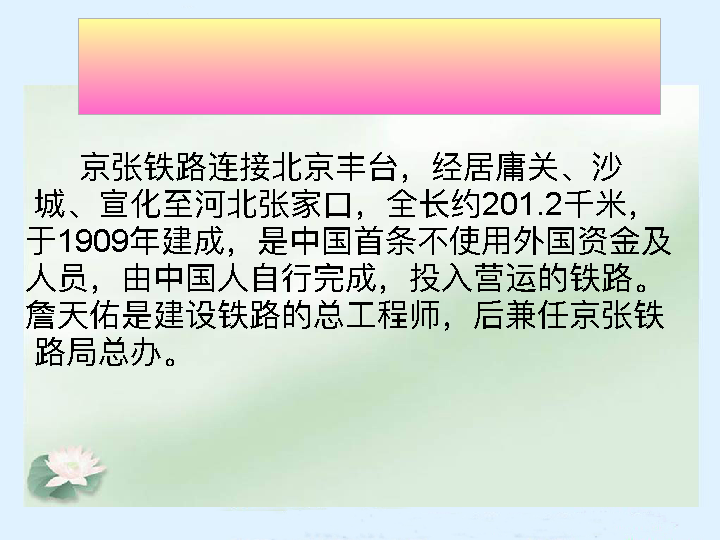 京张铁路连接北京丰台，经居庸关、沙
城、宣化至河北张家口，全长约201.2千米，
于1909年建成，是中国首条不使用外国资金及
人员，由中国人自行完成，投入营运的铁路。
詹天佑是建设铁路的总工程师，后兼任京张铁
路局总办。